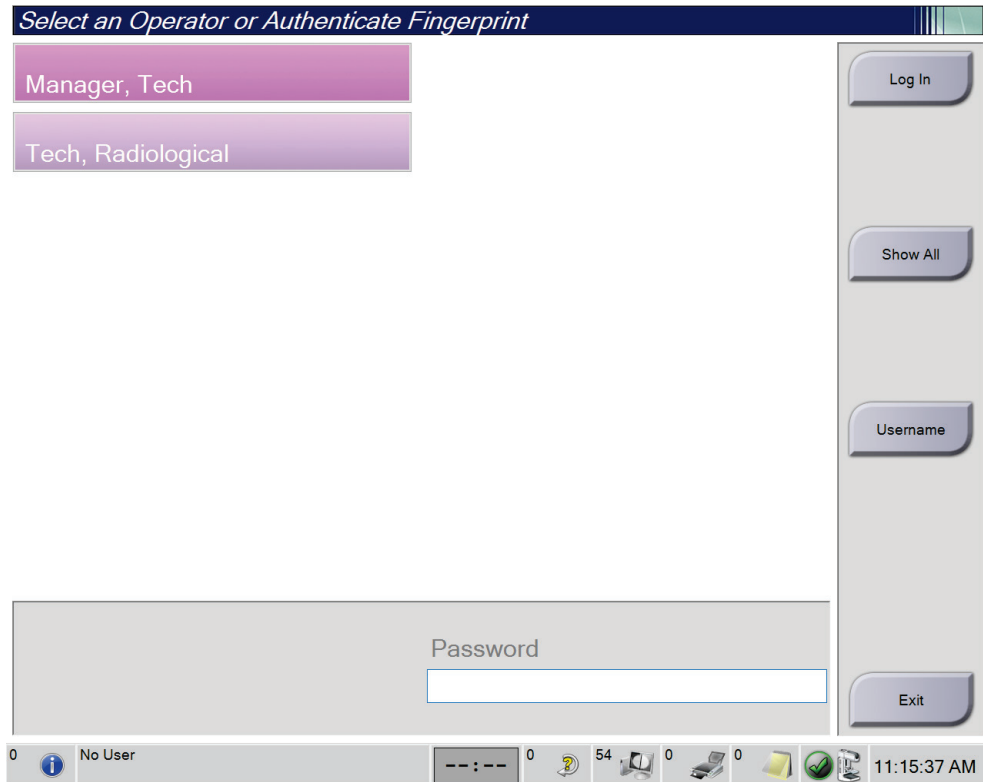 Select an Operator or Authenticate Fingerprint
Manager, Tech
Log In
Tech, Radiological
Show All
Username
Password
Exit
0 No User --:-- 0 54 0 0 11:15:37 AM